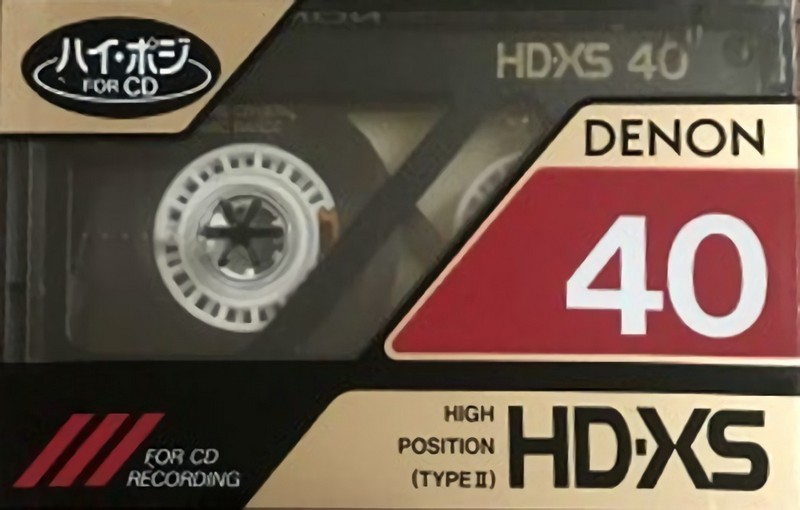 ハイ・ポジ
FOR CD
HD·XS 40"
DENON
40
HIGH
POSITION
(TYPE II)
HD·XS
FOR CD
RECORDING